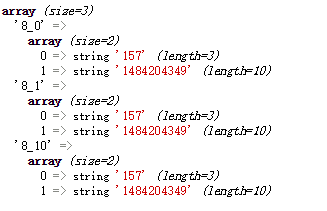 array (size=3)
'8_0' =>
array (size=2)
0 => string '157' (length=3)
1 => string '1484204349' (length=10)
'8_1' =>
array (size=2)
0 => string '157' (length=3)
1 => string '1484204349' (length=10)
'8_10' =>
array (size=2)
0 => string '157' (length=3)
1 => string '1484204349' (length=10)